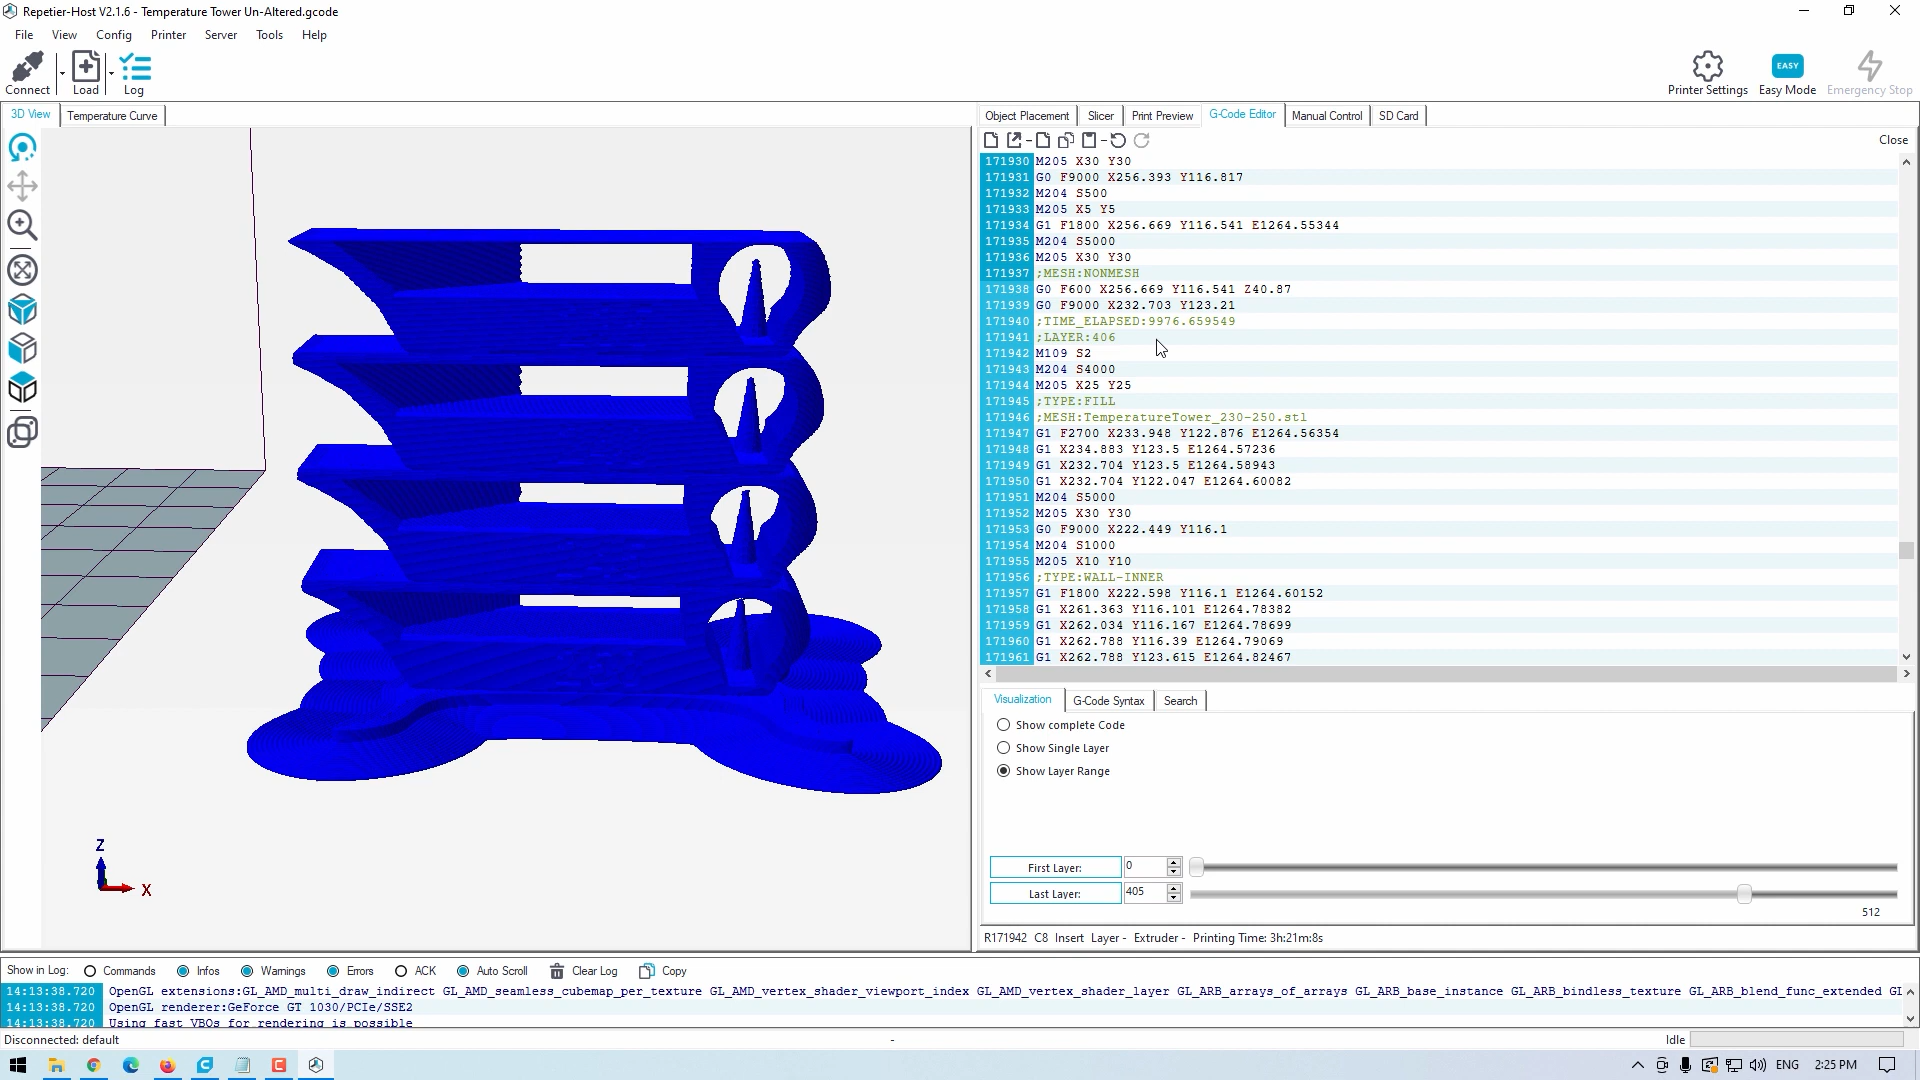 Repetier-Host V2.1.6 - Temperature Tower Un-Altered.gcode
File View Config Printer Server Tools Help
Connect Load Log
EASY
Printer Settings Easy Mode Emergency Stop
3D View Temperature Curve
Object Placement Slicer Print Preview G-Code Editor Manual Control SD Card
Close
171930 M205 X30 Y30
171931 G0 F9000 X256.393 Y116.817
171932 M204 S500
171933 M205 X5 Y5
171934 G1 F1800 X256.669 Y116.541 E1264.55344
171935 M204 S5000
171936 M205 X30 Y30
171937 ;MESH:NONMESH
171938 G0 F600 X256.669 Y116.541 Z40.87
171939 G0 F9000 X232.703 Y123.21
171940 ;TIME_ELAPSED:9976.659549
171941 ;LAYER:406
171942 M109 S2
171943 M204 S4000
171944 M205 X25 Y25
171945 ;TYPE:FILL
171946 ;MESH:TemperatureTower_230-250.stl
171947 G1 F2700 X233.948 Y122.876 E1264.56354
171948 G1 X234.883 Y123.5 E1264.57236
171949 G1 X232.704 Y123.5 E1264.58943
171950 G1 X232.704 Y122.047 E1264.60082
171951 M204 S5000
171952 M205 X30 Y30
171953 G0 F9000 X222.449 Y116.1
171954 M204 S1000
171955 M205 X10 Y10
171956 ;TYPE:WALL-INNER
171957 G1 F1800 X222.598 Y116.1 E1264.60152
171958 G1 X261.363 Y116.101 E1264.78382
171959 G1 X262.034 Y116.167 E1264.78699
171960 G1 X262.788 Y116.39 E1264.79069
171961 G1 X262.788 Y123.615 E1264.82467
Visualization G-Code Syntax Search
Show complete Code
Show Single Layer
Show Layer Range
First Layer: 0
Last Layer: 405
512
R171942 C8 Insert Layer - Extruder - Printing Time: 3h:21m:8s
Z
X
Show in Log: Commands Infos Warnings Errors ACK Auto Scroll Clear Log Copy
14:13:38.720 OpenGL extensions:GL_AMD_multi_draw_indirect GL_AMD_seamless_cubemap_per_texture GL_AMD_vertex_shader_viewport_index GL_AMD_vertex_shader_layer GL_ARB_arrays_of_arrays GL_ARB_base_instance GL_ARB_bindless_texture GL_ARB_blend_func_extended GL
14:13:38.720 OpenGL renderer:GeForce GT 1030/PCIe/SSE2
14:13:38.720 Using fast VBOs for rendering is possible
Disconnected: default - Idle
ENG 2:25 PM